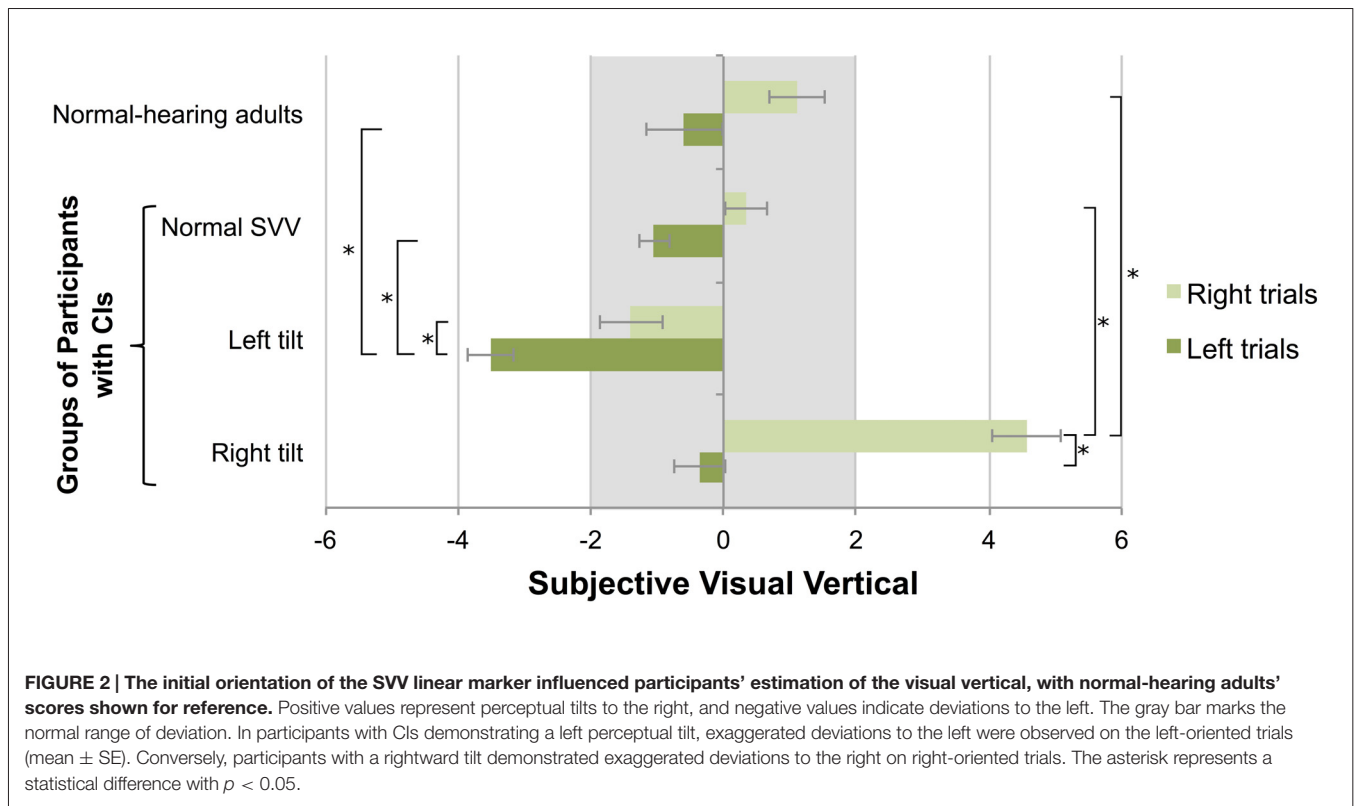 Normal-hearing adults
Normal SVV
Left tilt
Right tilt
Groups of Participants
with CIs
*
*
*
*
*
*
Right trials
Left trials
-6 -4 -2 0 2 4 6
Subjective Visual Vertical
FIGURE 2 | The initial orientation of the SVV linear marker influenced participants' estimation of the visual vertical, with normal-hearing adults'
scores shown for reference. Positive values represent perceptual tilts to the right, and negative values indicate deviations to the left. The gray bar marks the
normal range of deviation. In participants with CIs demonstrating a left perceptual tilt, exaggerated deviations to the left were observed on the left-oriented trials
(mean ± SE). Conversely, participants with a rightward tilt demonstrated exaggerated deviations to the right on right-oriented trials. The asterisk represents a
statistical difference with p < 0.05.